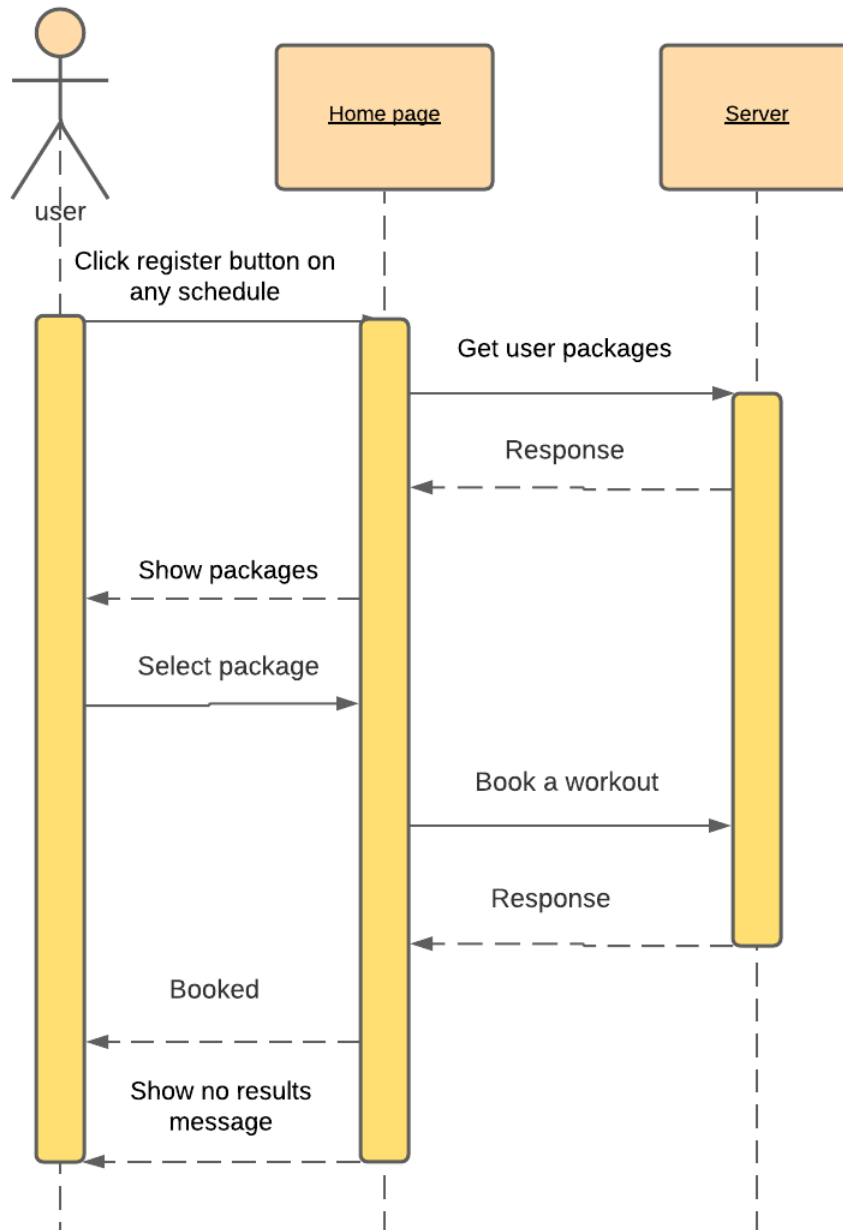 Home page
Server
user
Click register button on
any schedule
Get user packages
Response
Show packages
Select package
Book a workout
Response
Booked
Show no results
message